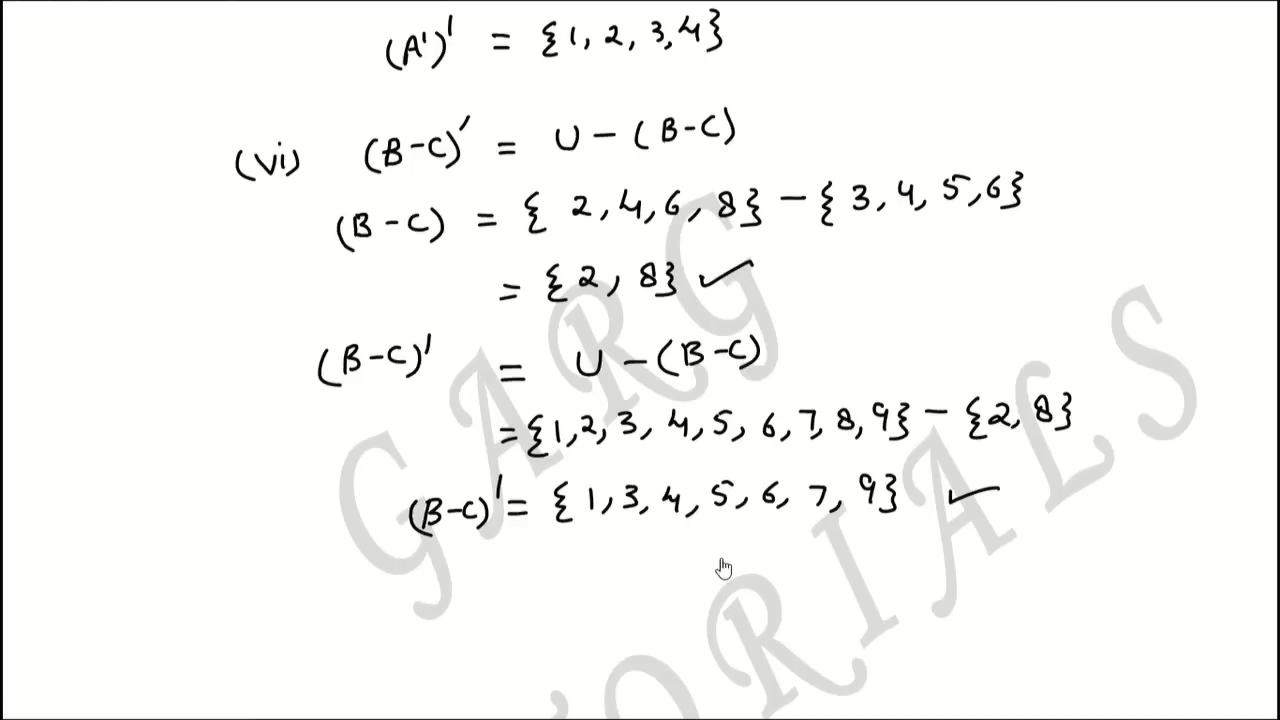 (A')' = {1, 2, 3, 4}
(vi) (B-C)' = U - (B-C)
(B-C) = { 2, 4, 6, 8} - { 3, 4, 5, 6}
= {2, 8} ✓
(B-C)' = U - (B-C)
= {1, 2, 3, 4, 5, 6, 7, 8, 9} - {2, 8}
(B-C)' = { 1, 3, 4, 5, 6, 7, 9} ✓
GARG
TORIALS